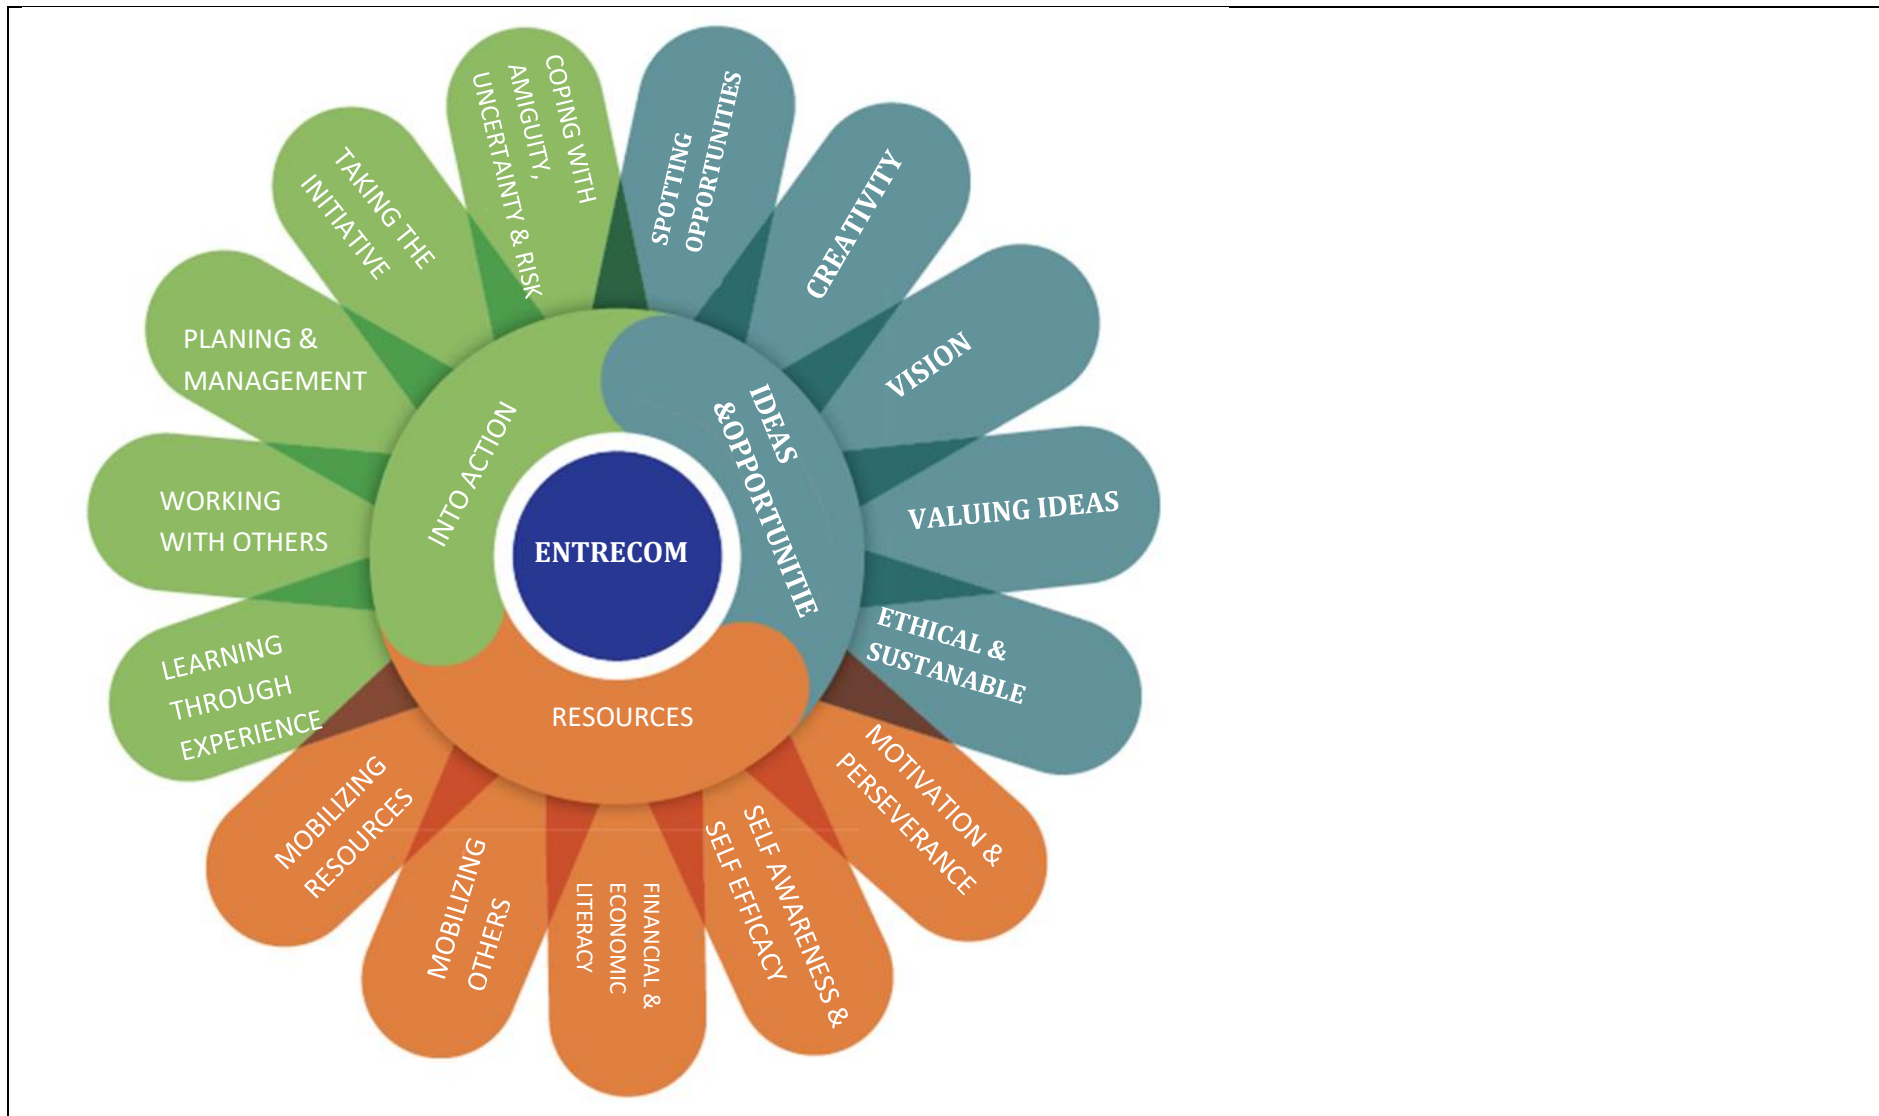 COPING WITH
AMIGUITY,
UNCERTAINTY & RISK
SPOTTING
OPPORTUNITIES
CREATIVITY
VISION
VALUING IDEAS
ETHICAL &
SUSTANABLE
MOTIVATION &
PERSEVERANCE
SELF AWARENESS &
SELF EFFICACY
FINANCIAL &
ECONOMIC
LITERACY
MOBILIZING
OTHERS
MOBILIZING
RESOURCES
LEARNING
THROUGH
EXPERIENCE
WORKING
WITH OTHERS
PLANING &
MANAGEMENT
TAKING THE
INITIATIVE
INTO ACTION
IDEAS
&OPPORTUNITIE
RESOURCES
ENTRECOM